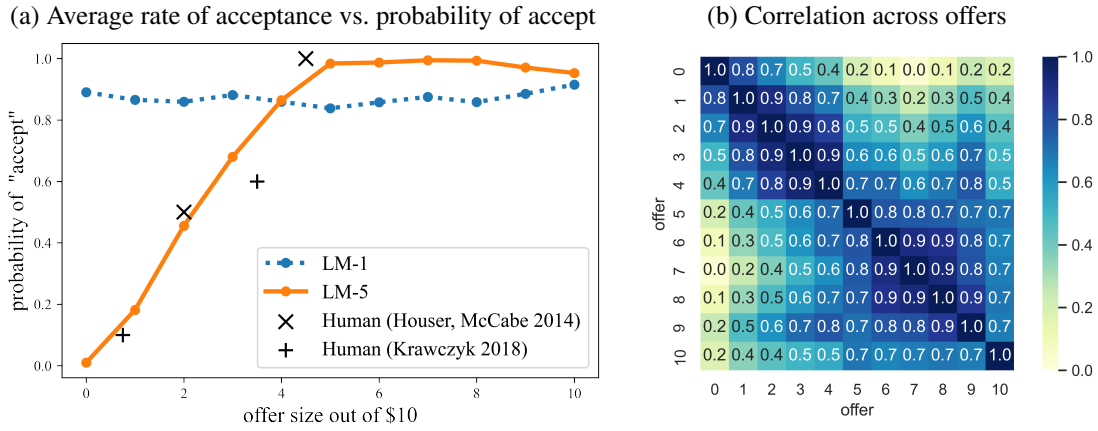 (a) Average rate of acceptance vs. probability of accept
1.0
0.8
0.6
0.4
0.2
0.0
probability of "accept"
0 2 4 6 8 10
offer size out of $10
LM-1
LM-5
Human (Houser, McCabe 2014)
Human (Krawczyk 2018)
(b) Correlation across offers
0 1.0 0.8 0.7 0.5 0.4 0.2 0.1 0.0 0.1 0.2 0.2
1 0.8 1.0 0.9 0.8 0.7 0.4 0.3 0.2 0.3 0.5 0.4
2 0.7 0.9 1.0 0.9 0.8 0.5 0.5 0.4 0.5 0.6 0.4
3 0.5 0.8 0.9 1.0 0.9 0.6 0.6 0.5 0.6 0.7 0.5
4 0.4 0.7 0.8 0.9 1.0 0.7 0.7 0.6 0.7 0.8 0.5
5 0.2 0.4 0.5 0.6 0.7 1.0 0.8 0.8 0.7 0.7 0.7
6 0.1 0.3 0.5 0.6 0.7 0.8 1.0 0.9 0.9 0.8 0.7
7 0.0 0.2 0.4 0.5 0.6 0.8 0.9 1.0 0.9 0.8 0.7
8 0.1 0.3 0.5 0.6 0.7 0.7 0.9 0.9 1.0 0.9 0.7
9 0.2 0.5 0.6 0.7 0.8 0.7 0.8 0.8 0.9 1.0 0.7
10 0.2 0.4 0.4 0.5 0.5 0.7 0.7 0.7 0.7 0.7 1.0
offer
0 1 2 3 4 5 6 7 8 9 10
offer
1.0
0.8
0.6
0.4
0.2
0.0